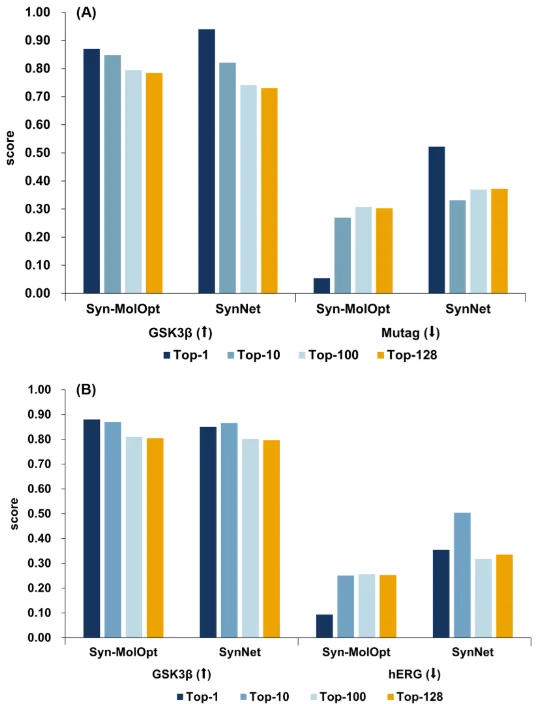 (A)
1.00
0.90
0.80
0.70
0.60
0.50
0.40
0.30
0.20
0.10
0.00
score
Syn-MolOpt SynNet Syn-MolOpt SynNet
GSK3β (⬆) Mutag (⬇)
Top-1 Top-10 Top-100 Top-128
(B)
1.00
0.90
0.80
0.70
0.60
0.50
0.40
0.30
0.20
0.10
0.00
score
Syn-MolOpt SynNet Syn-MolOpt SynNet
GSK3β (⬆) hERG (⬇)
Top-1 Top-10 Top-100 Top-128